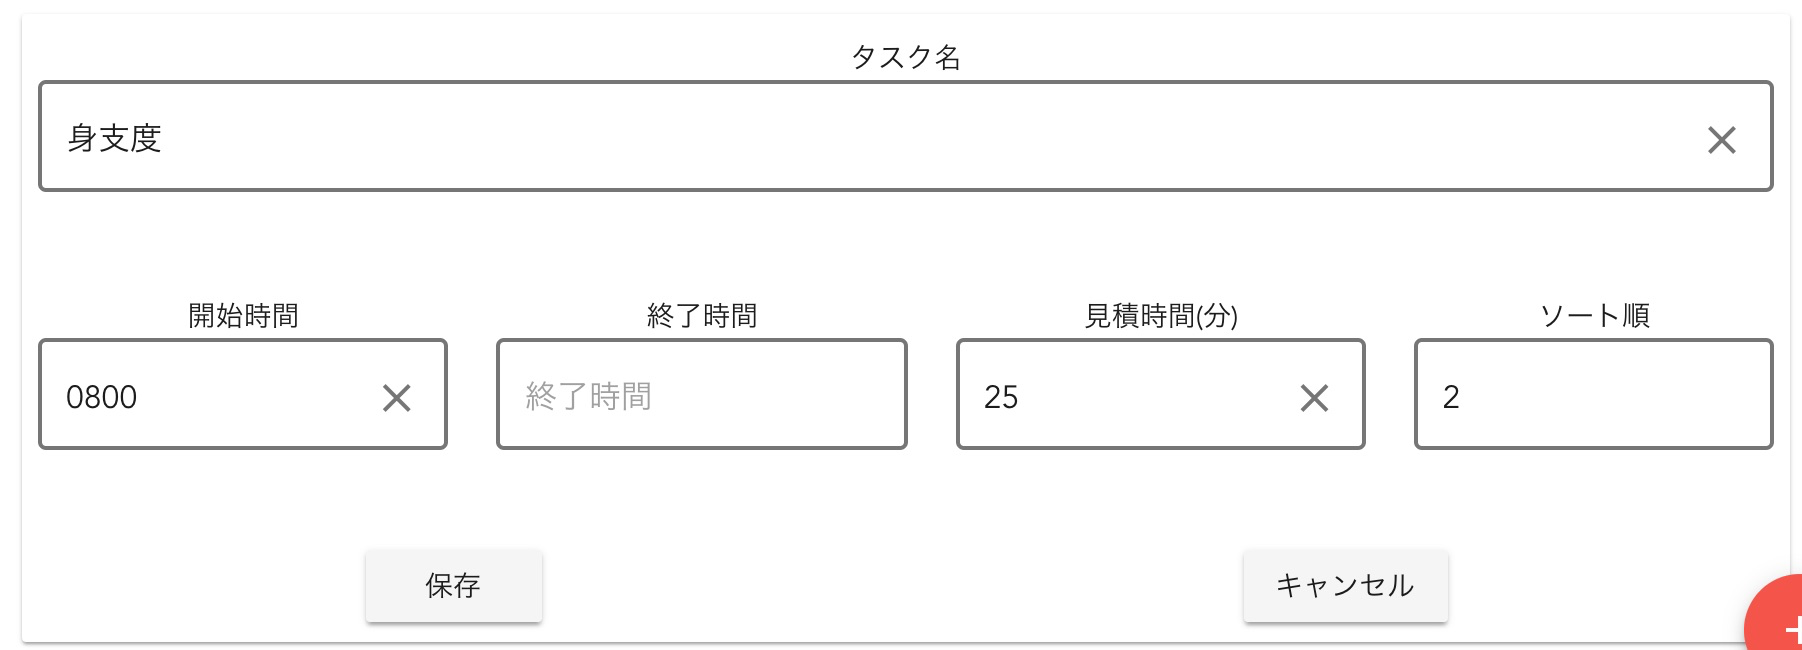 タスク名
身支度
開始時間 終了時間 見積時間(分) ソート順
0800 終了時間 25 2
保存 キャンセル